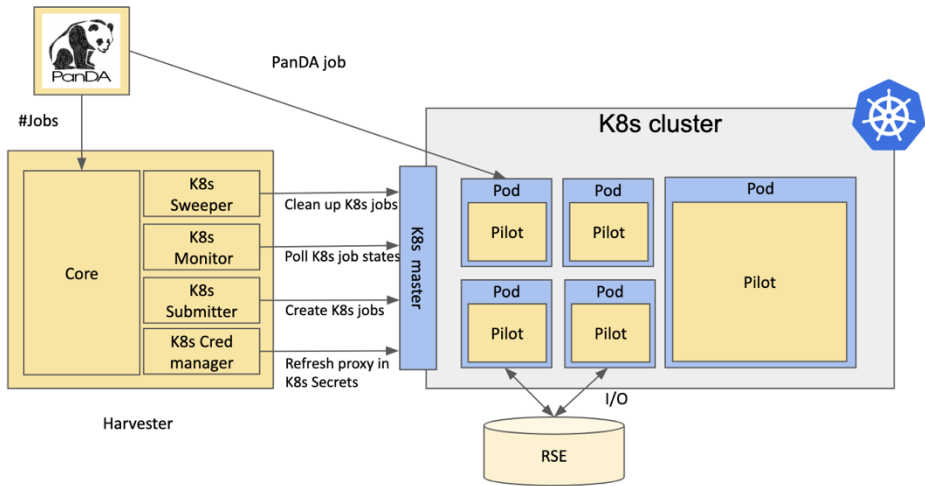 PanDA
PanDA job
#Jobs
K8s cluster
K8s
Sweeper
Clean up K8s jobs
K8s
Monitor
Poll K8s job states
Core
K8s
Submitter
Create K8s jobs
K8s Cred
manager
Refresh proxy in
K8s Secrets
Harvester
K8s master
Pod
Pilot
Pod
Pilot
Pod
Pilot
Pod
Pilot
Pod
Pilot
I/O
RSE